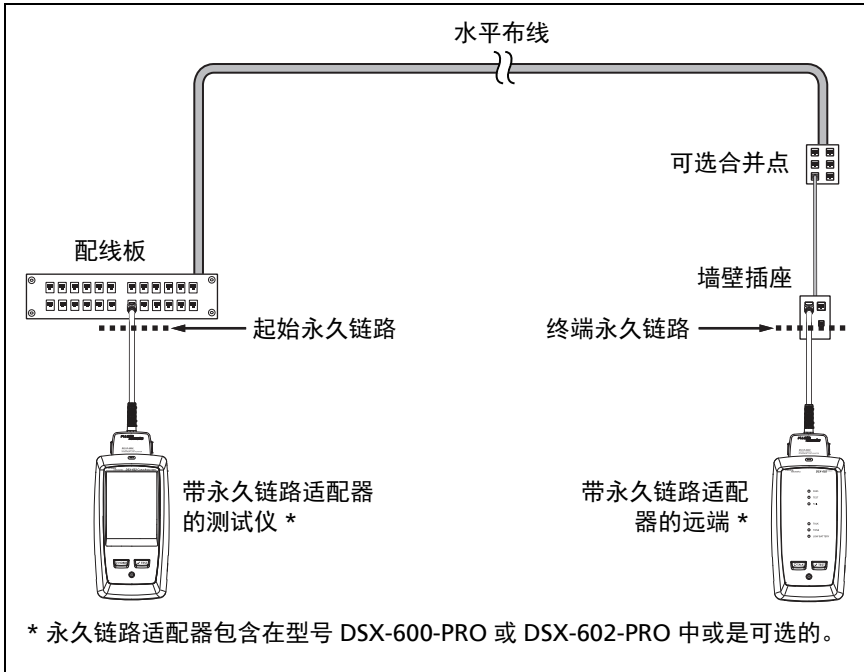 水平布线
可选合并点
配线板
墙壁插座
起始永久链路
终端永久链路
带永久链路适配器
的测试仪 *
带永久链路适配
器的远端 *
* 永久链路适配器包含在型号 DSX-600-PRO 或 DSX-602-PRO 中或是可选的。